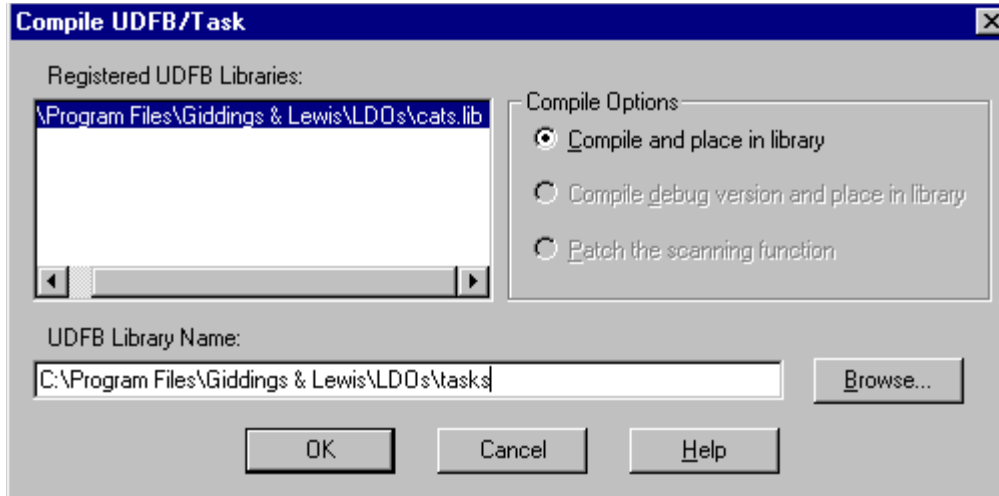 Compile UDFB/Task
Registered UDFB Libraries:
\Program Files\Giddings & Lewis\LDOs\cats.lib
Compile Options
Compile and place in library
Compile debug version and place in library
Patch the scanning function
UDFB Library Name:
C:\Program Files\Giddings & Lewis\LDOs\tasks
Browse...
OK
Cancel
Help